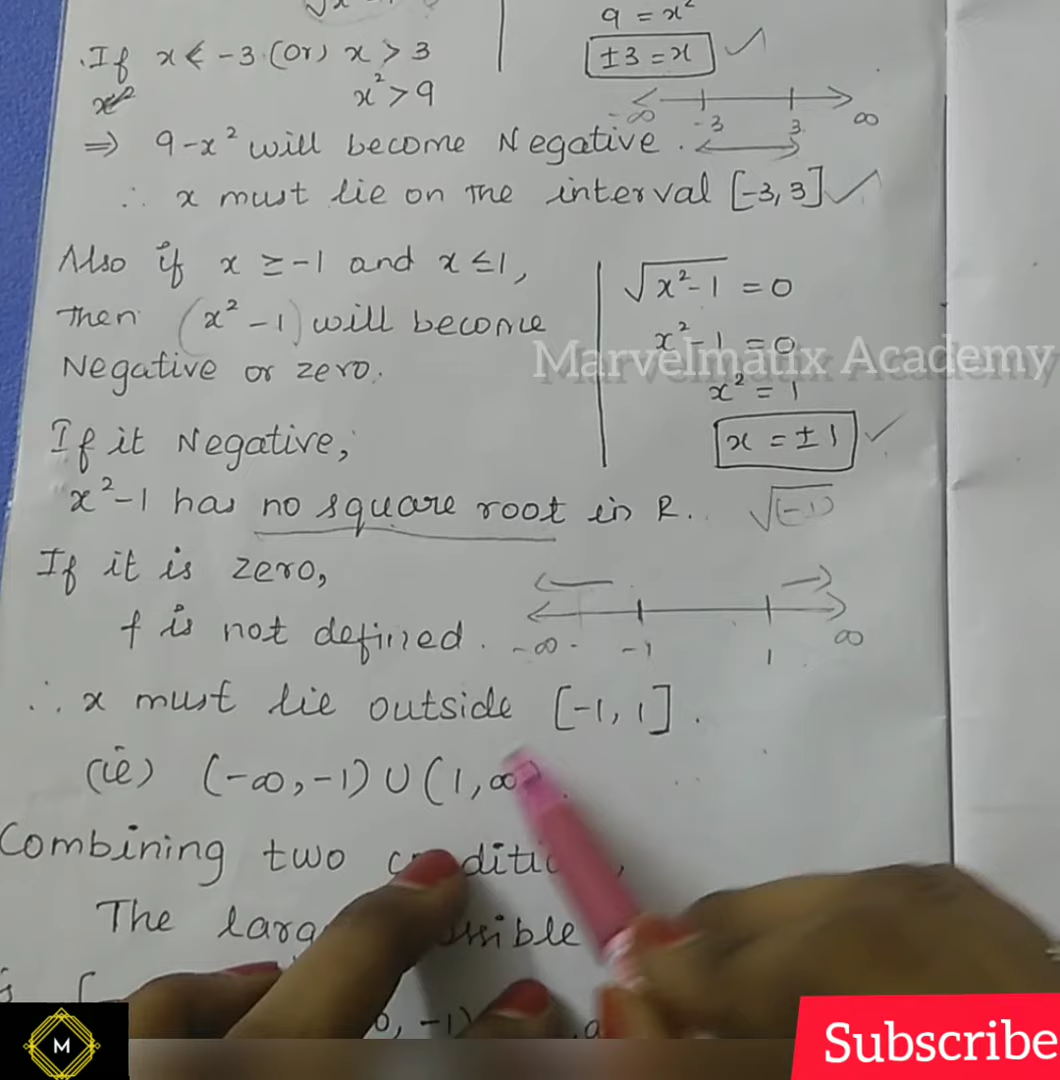 9 = x²
. If x < -3 (or) x > 3
±3 = x
x²
x² > 9
-∞ -3 3 ∞
⇒ 9-x² will become Negative.
∴ x must lie on the interval [-3, 3]
Also if x ≥ -1 and x ≤ 1,
√x²-1 = 0
then (x² - 1) will become
x² - 1 = 0
Marvelmatix Academy
Negative or zero.
x² = 1
If it Negative,
x = ± 1
x²-1 has no square root in R.. √(-1)
If it is zero,
f is not defined.
-∞ -1 1 ∞
∴ x must lie outside [-1, 1].
(ie) (-∞, -1) ∪ (1, ∞).
Combining two
The
, -1)
M
Subscribe